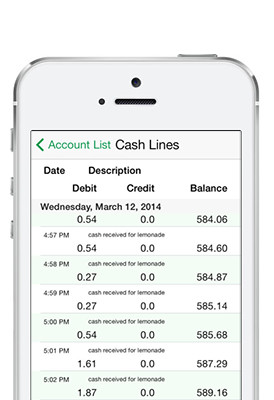 Account List Cash Lines
Date Description
Debit Credit Balance
Wednesday, March 12, 2014
0.54 0.0 584.06
4:57 PM cash received for lemonade
0.54 0.0 584.60
4:58 PM cash received for lemonade
0.27 0.0 584.87
4:59 PM cash received for lemonade
0.27 0.0 585.14
5:00 PM cash received for lemonade
0.54 0.0 585.68
5:01 PM cash received for lemonade
1.61 0.0 587.29
5:02 PM cash received for lemonade
1.87 0.0 589.16